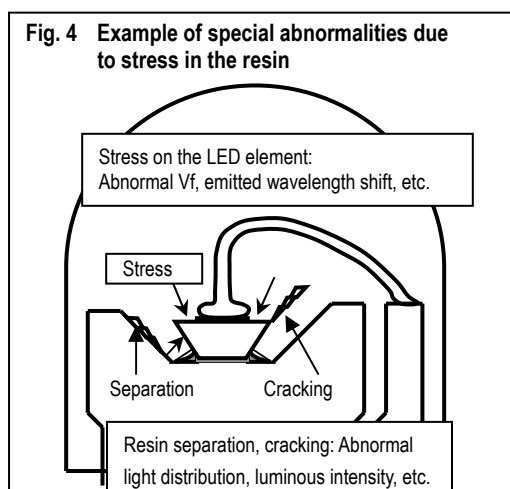 Fig. 4 Example of special abnormalities due
to stress in the resin
Stress on the LED element:
Abnormal Vf, emitted wavelength shift, etc.
Stress
Separation
Cracking
Resin separation, cracking: Abnormal
light distribution, luminous intensity, etc.